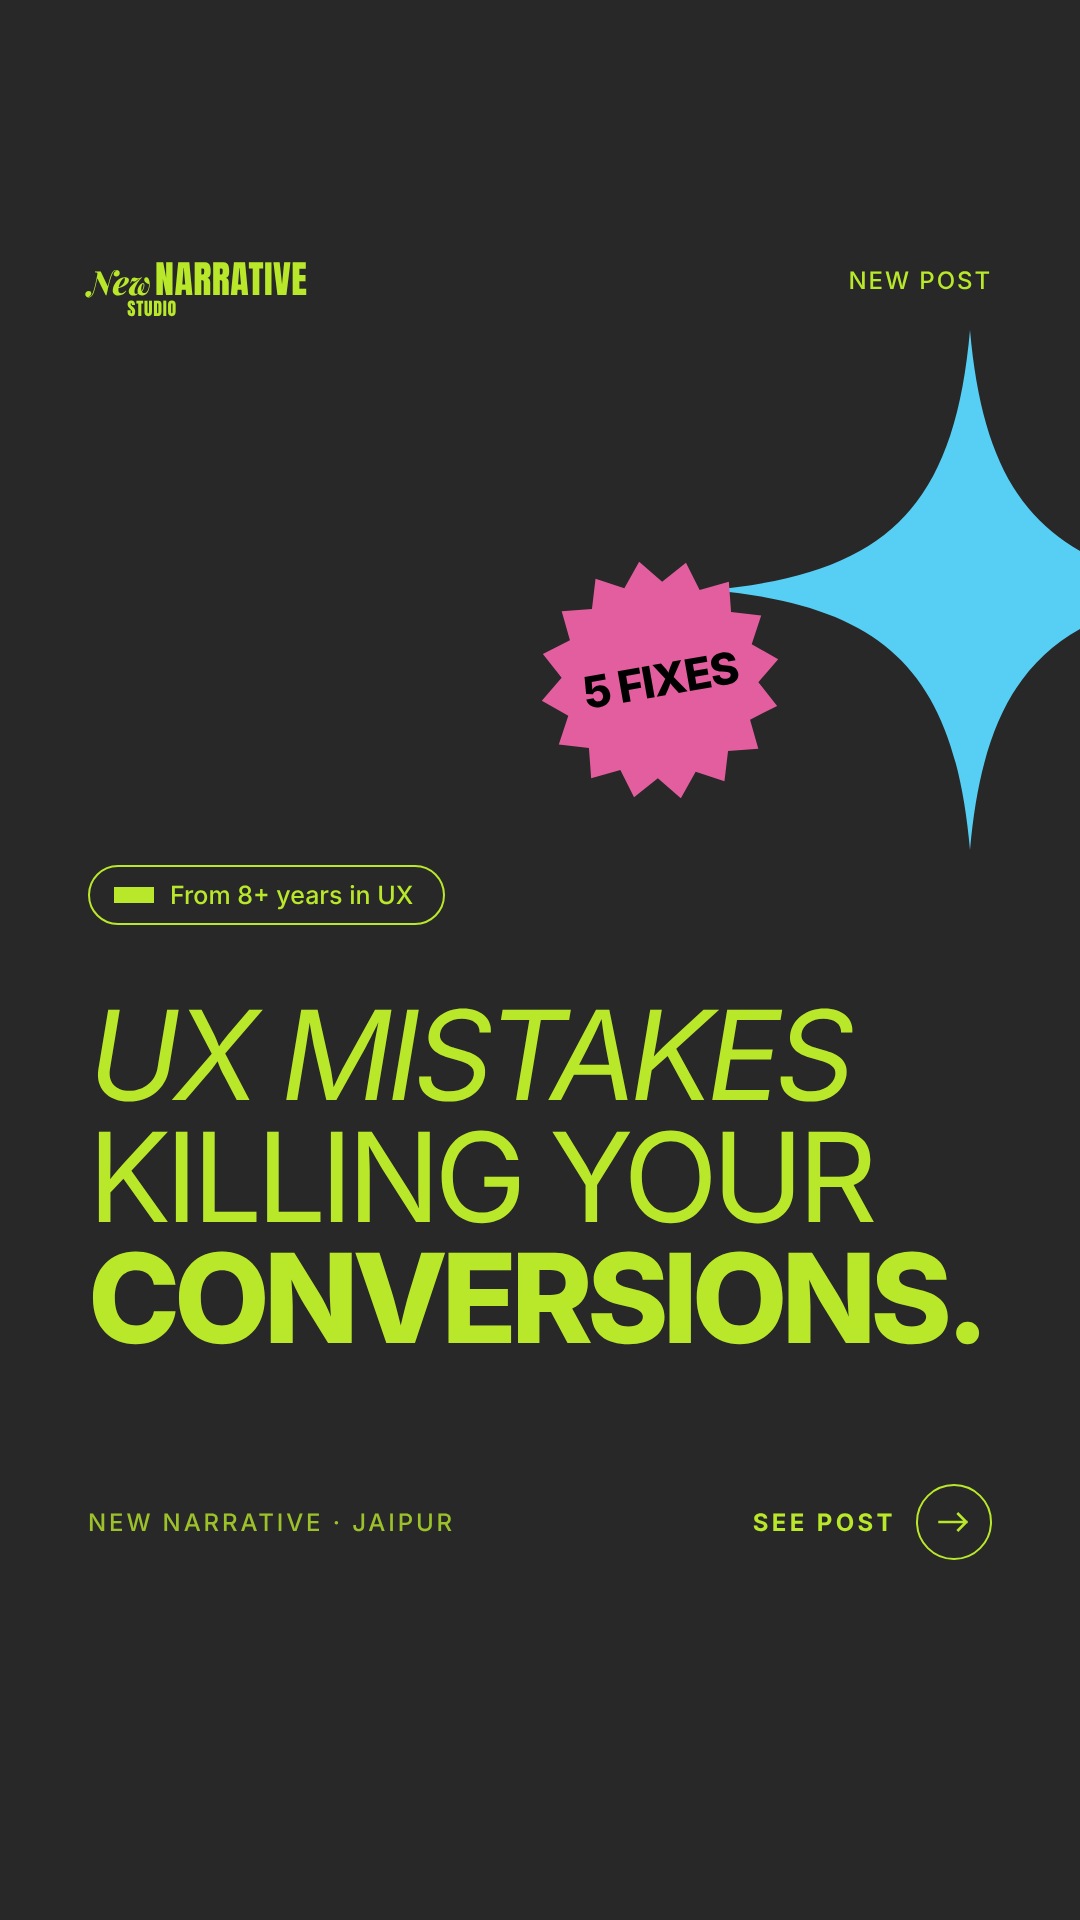 New NARRATIVE
STUDIO
NEW POST
5 FIXES
From 8+ years in UX
UX MISTAKES
KILLING YOUR
CONVERSIONS.
NEW NARRATIVE · JAIPUR
SEE POST →